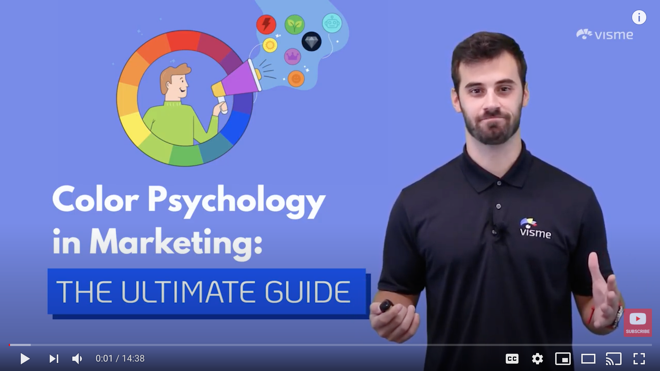 visme
Color Psychology
in Marketing:
THE ULTIMATE GUIDE
visme
SUBSCRIBE
0:01 / 14:38
CC